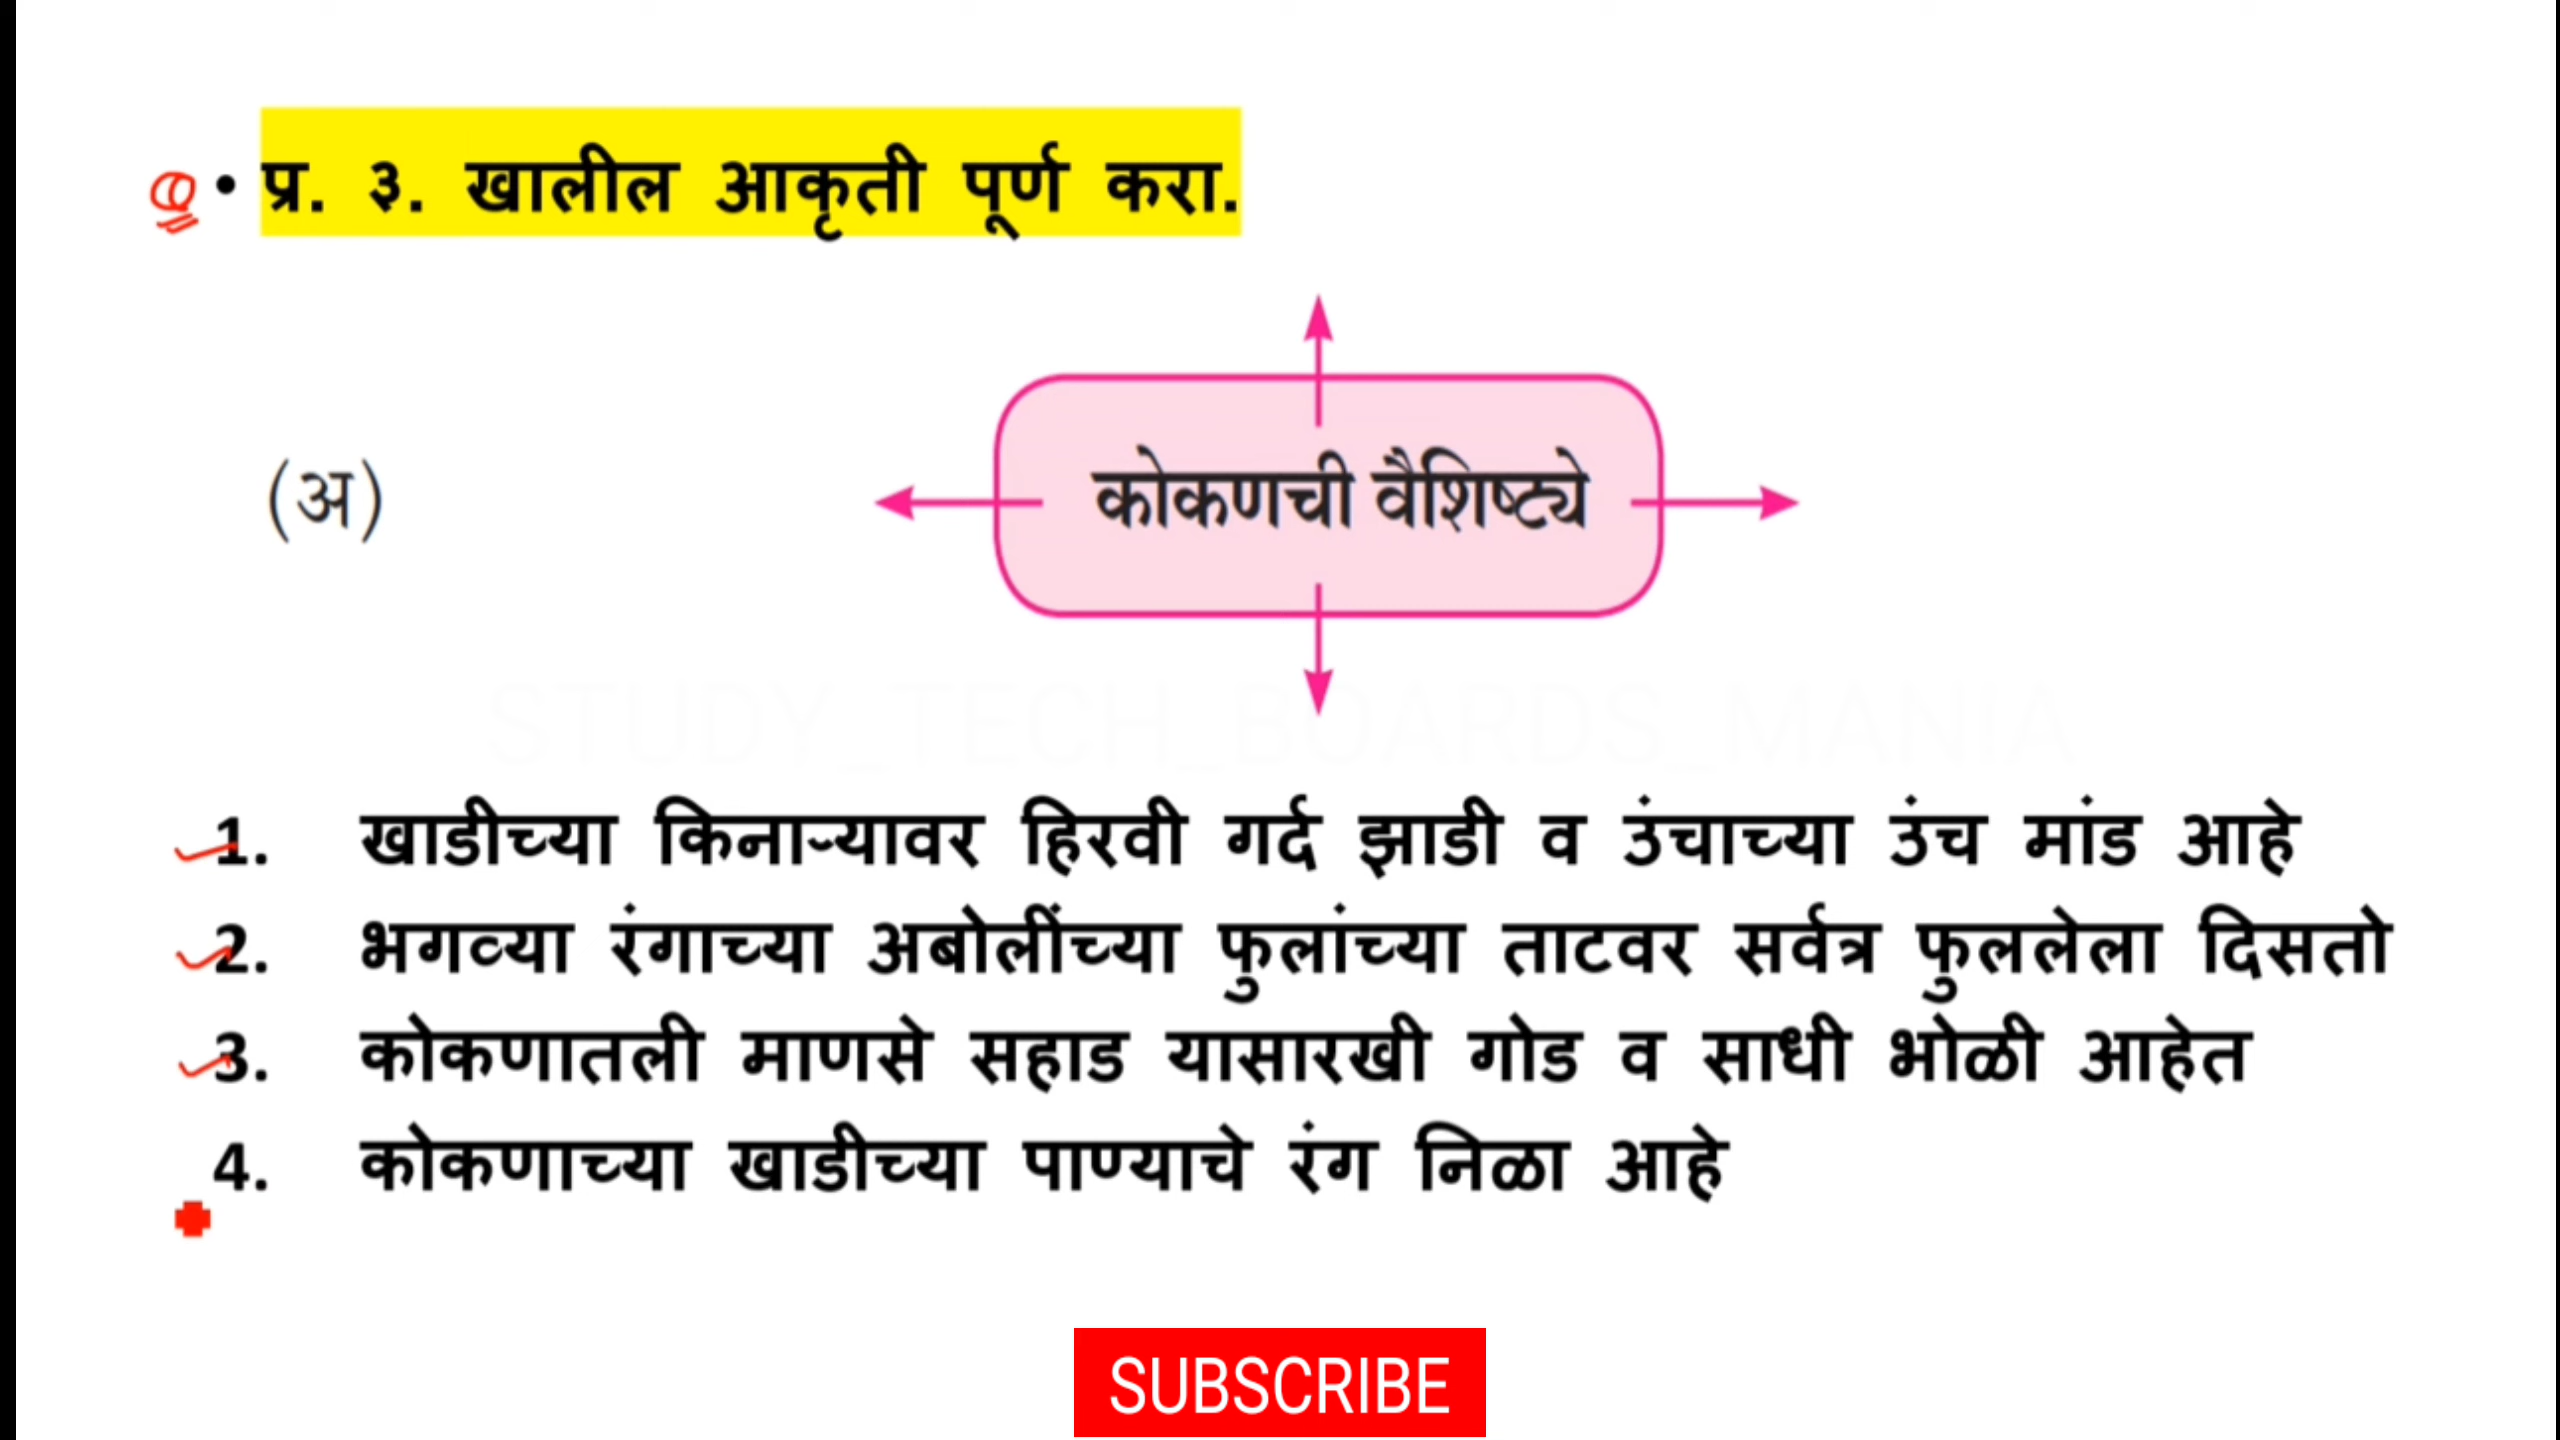 • प्र. ३. खालील आकृती पूर्ण करा.
(अ)
कोकणची वैशिष्ट्ये
STUDY_TECH_BOARDS_MANIA
1. खाडीच्या किनाऱ्यावर हिरवी गर्द झाडी व उंचाच्या उंच मांड आहे
2. भगव्या रंगाच्या अबोलींच्या फुलांच्या ताटवर सर्वत्र फुललेला दिसतो
3. कोकणातली माणसे सहाड यासारखी गोड व साधी भोळी आहेत
4. कोकणाच्या खाडीच्या पाण्याचे रंग निळा आहे
SUBSCRIBE